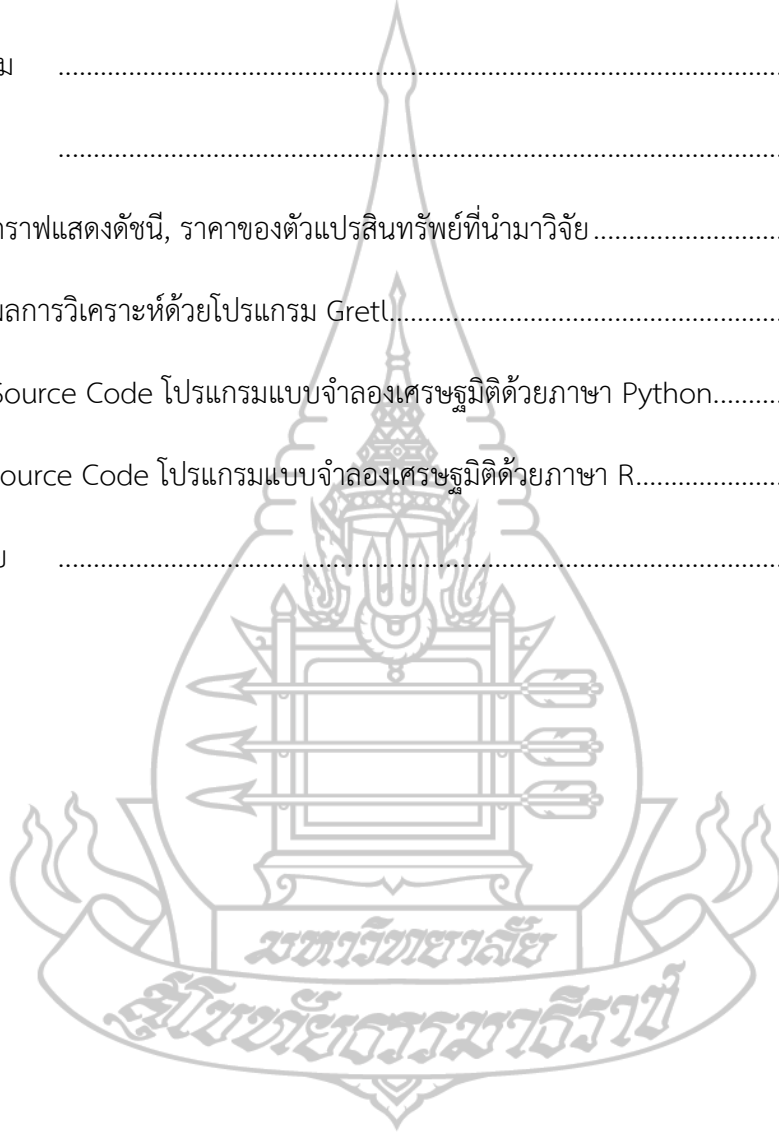 ม ....................................................................................................
....................................................................................................
กราฟแสดงดัชนี, ราคาของตัวแปรสินทรัพย์ที่นำมาวิจัย............................
ผลการวิเคราะห์ด้วยโปรแกรม Gretl........................................................
Source Code โปรแกรมแบบจำลองเศรษฐมิติด้วยภาษา Python..........
ource Code โปรแกรมแบบจำลองเศรษฐมิติด้วยภาษา R.....................
ย ....................................................................................................
มหาวิทยาลัย
สุโขทัยธรรมาธิราช